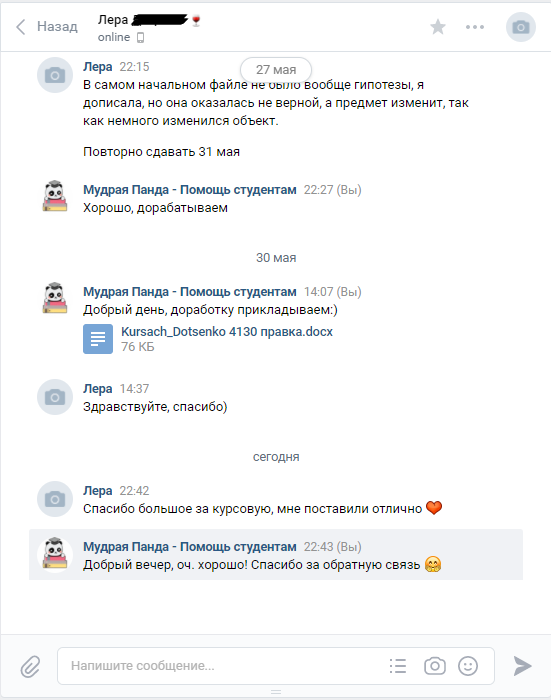 Назад
Лера
online
27 мая
Лера 22:15
В самом начальном файле не было вообще гипотезы, я
дописала, но она оказалась не верной, а предмет изменит, так
как немного изменился объект.
Повторно сдавать 31 мая
Мудрая Панда - Помощь студентам 22:27 (Вы)
Хорошо, дорабатываем
30 мая
Мудрая Панда - Помощь студентам 14:07 (Вы)
Добрый день, доработку прикладываем:)
Kursach_Dotsenko 4130 правка.docx
76 КБ
Лера 14:37
Здравствуйте, спасибо)
сегодня
Лера 22:42
Спасибо большое за курсовую, мне поставили отлично ❤
Мудрая Панда - Помощь студентам 22:43 (Вы)
Добрый вечер, оч. хорошо! Спасибо за обратную связь 🤗
Напишите сообщение...